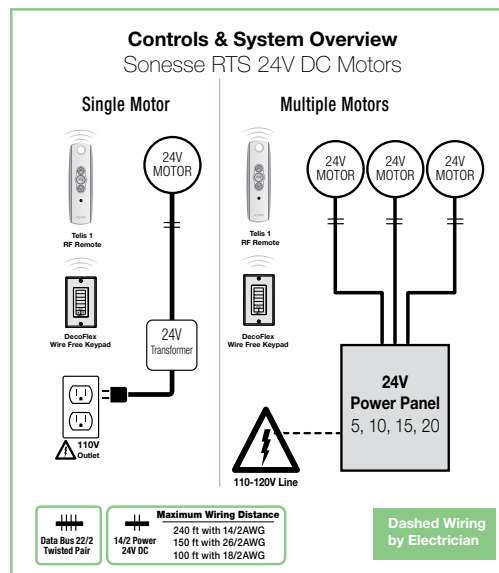 Controls & System Overview
Sonesse RTS 24V DC Motors
Single Motor
Telis 1
RF Remote
24V
MOTOR
DecoFlex
Wire Free Keypad
24V
Transformer
110V
Outlet
Multiple Motors
Telis 1
RF Remote
24V
MOTOR
24V
MOTOR
24V
MOTOR
DecoFlex
Wire Free Keypad
24V
Power Panel
5, 10, 15, 20
110-120V Line
Data Bus 22/2
Twisted Pair
14/2 Power
24V DC
Maximum Wiring Distance
240 ft with 14/2AWG
150 ft with 26/2AWG
100 ft with 18/2AWG
Dashed Wiring
by Electrician